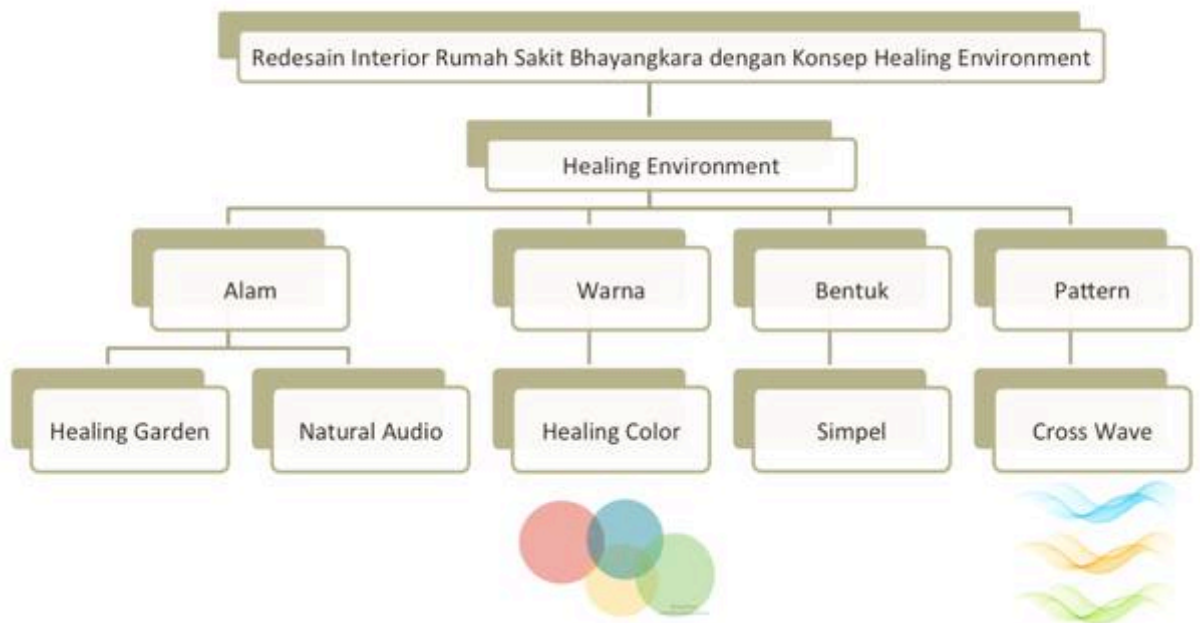 Redesain Interior Rumah Sakit Bhayangkara dengan Konsep Healing Environment
Healing Environment
Alam
Warna
Bentuk
Pattern
Healing Garden
Natural Audio
Healing Color
Simpel
Cross Wave